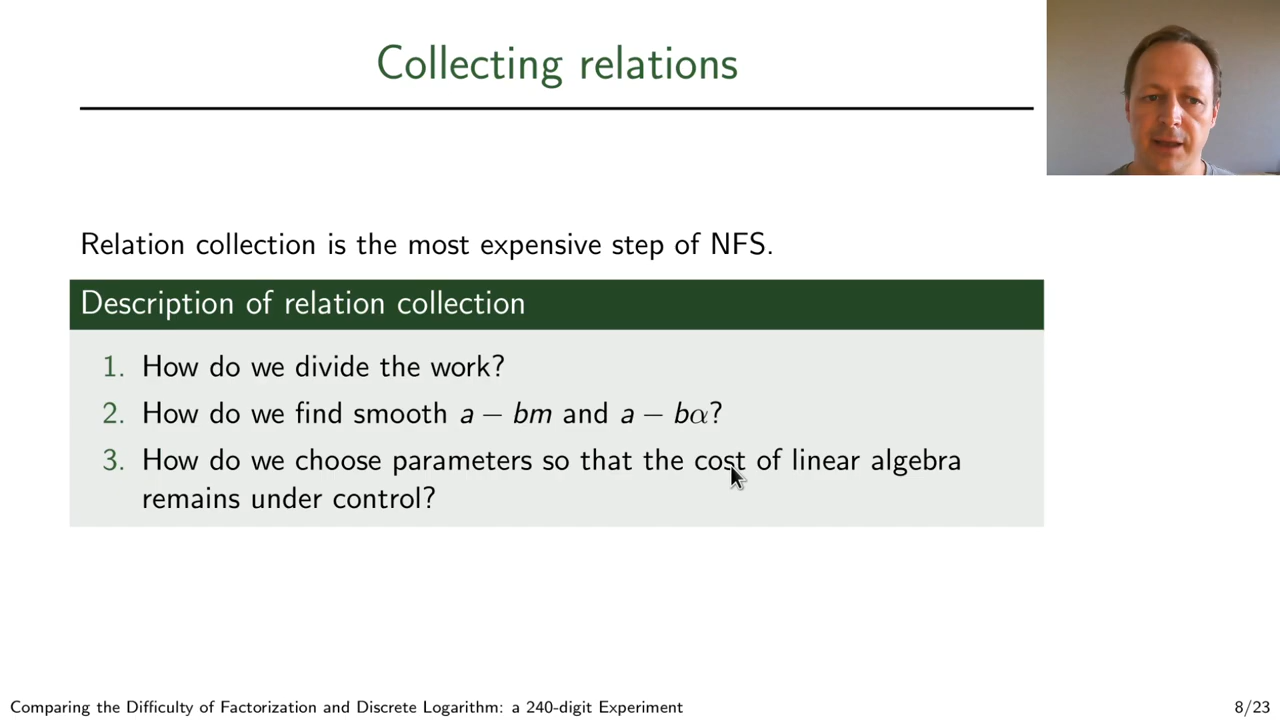 Collecting relations
Relation collection is the most expensive step of NFS.
Description of relation collection
1. How do we divide the work?
2. How do we find smooth a − bm and a − bα?
3. How do we choose parameters so that the cost of linear algebra
remains under control?
Comparing the Difficulty of Factorization and Discrete Logarithm: a 240-digit Experiment
8/23